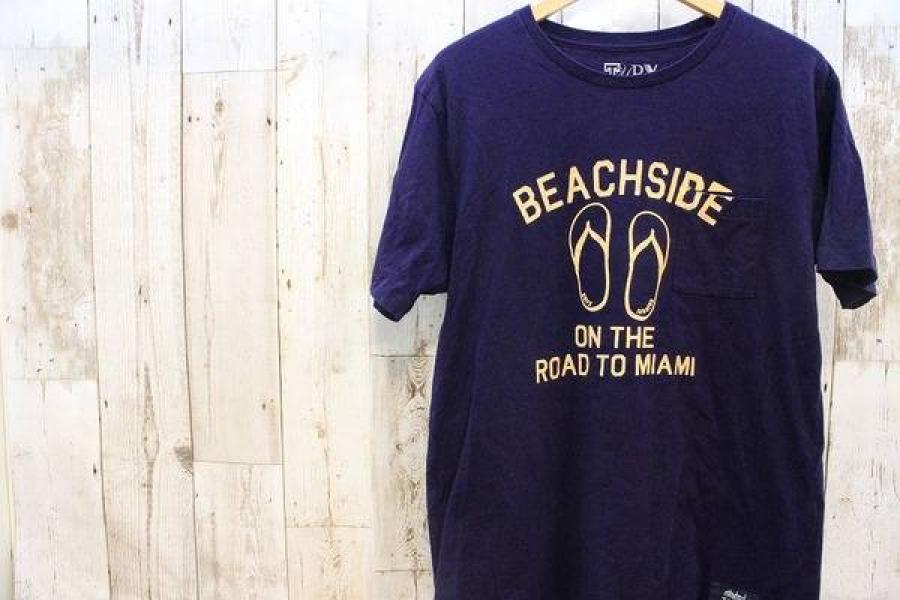 BEACHSIDE
ON THE
ROAD TO MIAMI